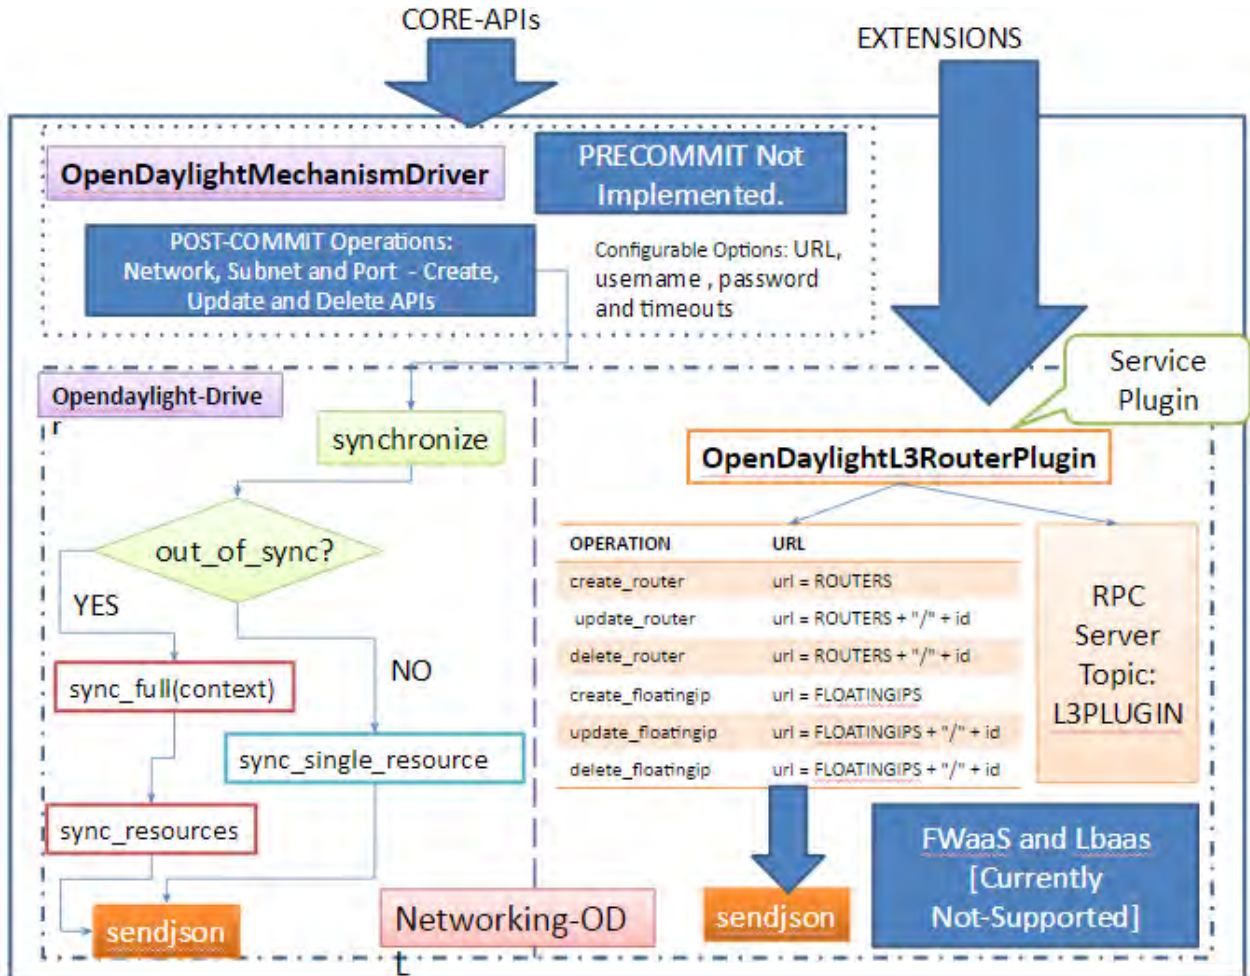 CORE-APIs
EXTENSIONS
OpenDaylightMechanismDriver
PRECOMMIT Not
Implemented.
POST-COMMIT Operations:
Network, Subnet and Port - Create,
Update and Delete APIs
Configurable Options: URL,
username , password
and timeouts
Opendaylight-Drive
r
synchronize
out_of_sync?
YES
NO
sync_full(context)
sync_single_resource
sync_resources
sendjson
Networking-OD
L
Service
Plugin
OpenDaylightL3RouterPlugin
OPERATION URL
create_router url = ROUTERS
update_router url = ROUTERS + "/" + id
delete_router url = ROUTERS + "/" + id
create_floatingip url = FLOATINGIPS
update_floatingip url = FLOATINGIPS + "/" + id
delete_floatingip url = FLOATINGIPS + "/" + id
RPC
Server
Topic:
L3PLUGIN
sendjson
FWaaS and Lbaas
[Currently
Not-Supported]